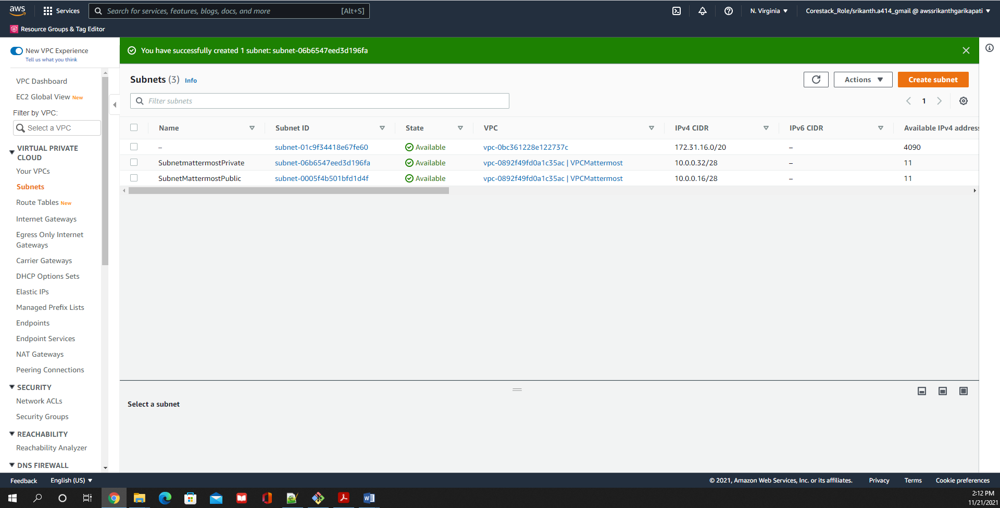 aws
Services
Search for services, features, blogs, docs, and more [Alt+S]
N. Virginia
Corestack_Role/srikanth.a414_gmail @ awssrikanthgarikapati
Resource Groups & Tag Editor
New VPC Experience
Tell us what you think
You have successfully created 1 subnet: subnet-06b6547eed3d196fa
VPC Dashboard
EC2 Global View New
Filter by VPC:
Select a VPC
VIRTUAL PRIVATE
CLOUD
Your VPCs
Subnets
Route Tables New
Internet Gateways
Egress Only Internet
Gateways
Carrier Gateways
DHCP Options Sets
Elastic IPs
Managed Prefix Lists
Endpoints
Endpoint Services
NAT Gateways
Peering Connections
SECURITY
Network ACLs
Security Groups
REACHABILITY
Reachability Analyzer
DNS FIREWALL
Subnets (3) Info
Actions
Create subnet
Filter subnets
1
Name Subnet ID State VPC IPv4 CIDR IPv6 CIDR Available IPv4 address
– subnet-01c9f34418e67fe60 Available vpc-0bc361228e122737c 172.31.16.0/20 – 4090
SubnetmattermostPrivate subnet-06b6547eed3d196fa Available vpc-0892f49fd0a1c35ac | VPCMattermost 10.0.0.32/28 – 11
SubnetMattermostPublic subnet-0005f4b501bfd1d4f Available vpc-0892f49fd0a1c35ac | VPCMattermost 10.0.0.16/28 – 11
Select a subnet
Feedback English (US)
© 2021, Amazon Web Services, Inc. or its affiliates. Privacy Terms Cookie preferences
2:12 PM
11/21/2021